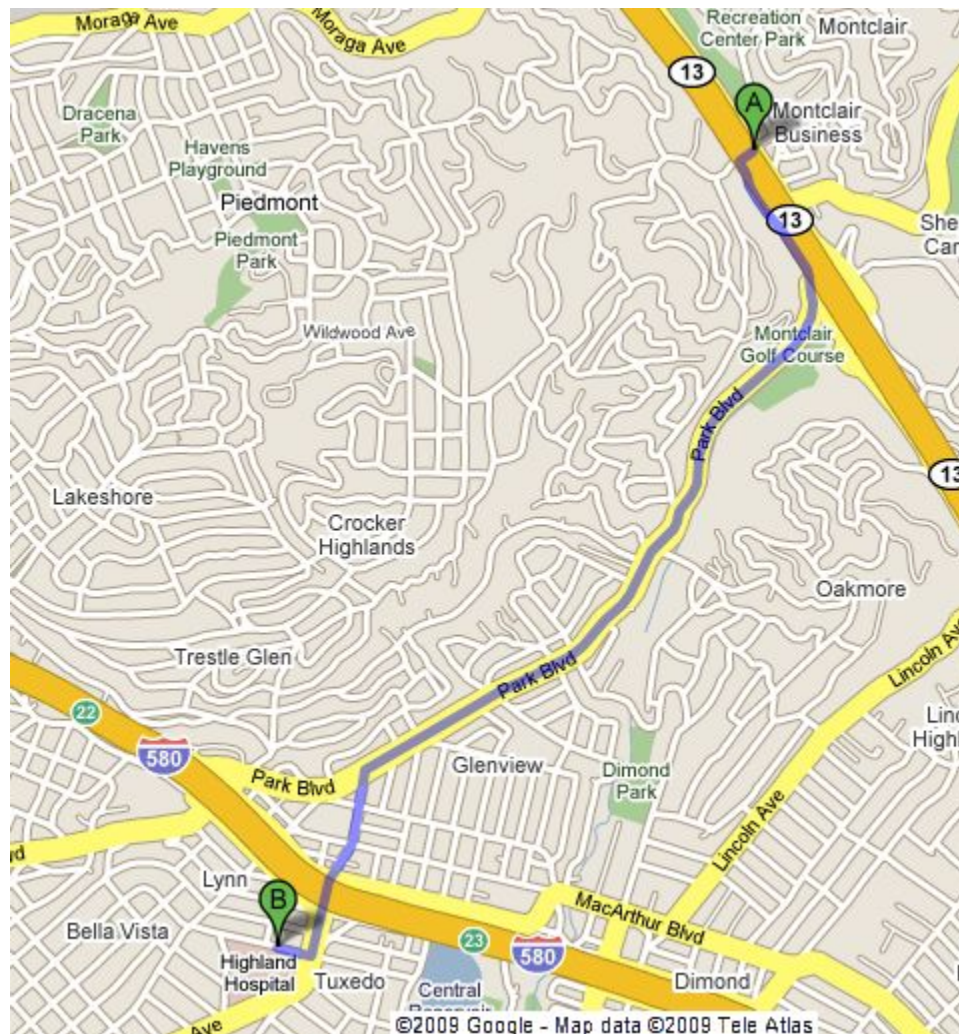 Moraga Ave
Moraga Ave
Recreation
Center Park
Montclair
13
A
Montclair
Business
Dracena
Park
Havens
Playground
Piedmont
Piedmont
Park
13
Wildwood Ave
Montclair
Golf Course
Park Blvd
13
Lakeshore
Crocker
Highlands
Oakmore
Trestle Glen
Park Blvd
Lincoln Ave
22
580
Park Blvd
Glenview
Dimond
Park
Lincoln Ave
Lynn
B
MacArthur Blvd
Bella Vista
23
580
Highland
Hospital
Tuxedo
Central
Dimond
Ave
©2009 Google - Map data ©2009 Tele Atlas